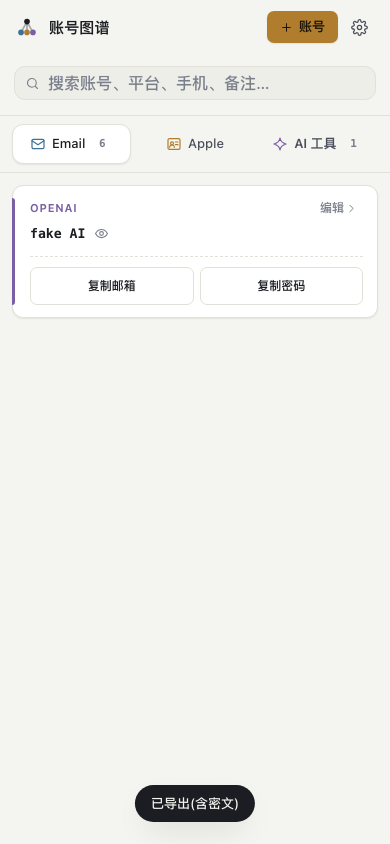 账号图谱
+ 账号
搜索账号、平台、手机、备注...
Email 6
Apple
AI 工具 1
OPENAI
编辑
fake AI
复制邮箱
复制密码
已导出(含密文)